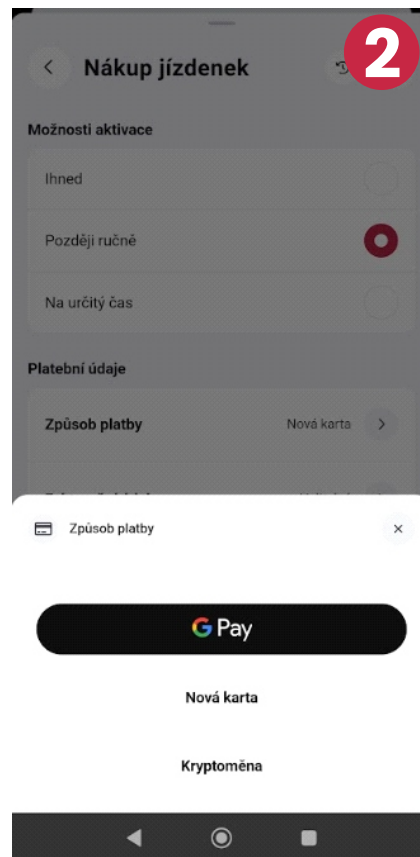 2
Nákup jízdenek
Možnosti aktivace
Ihned
Později ručně
Na určitý čas
Platební údaje
Způsob platby Nová karta
Způsob platby
G Pay
Nová karta
Kryptoměna